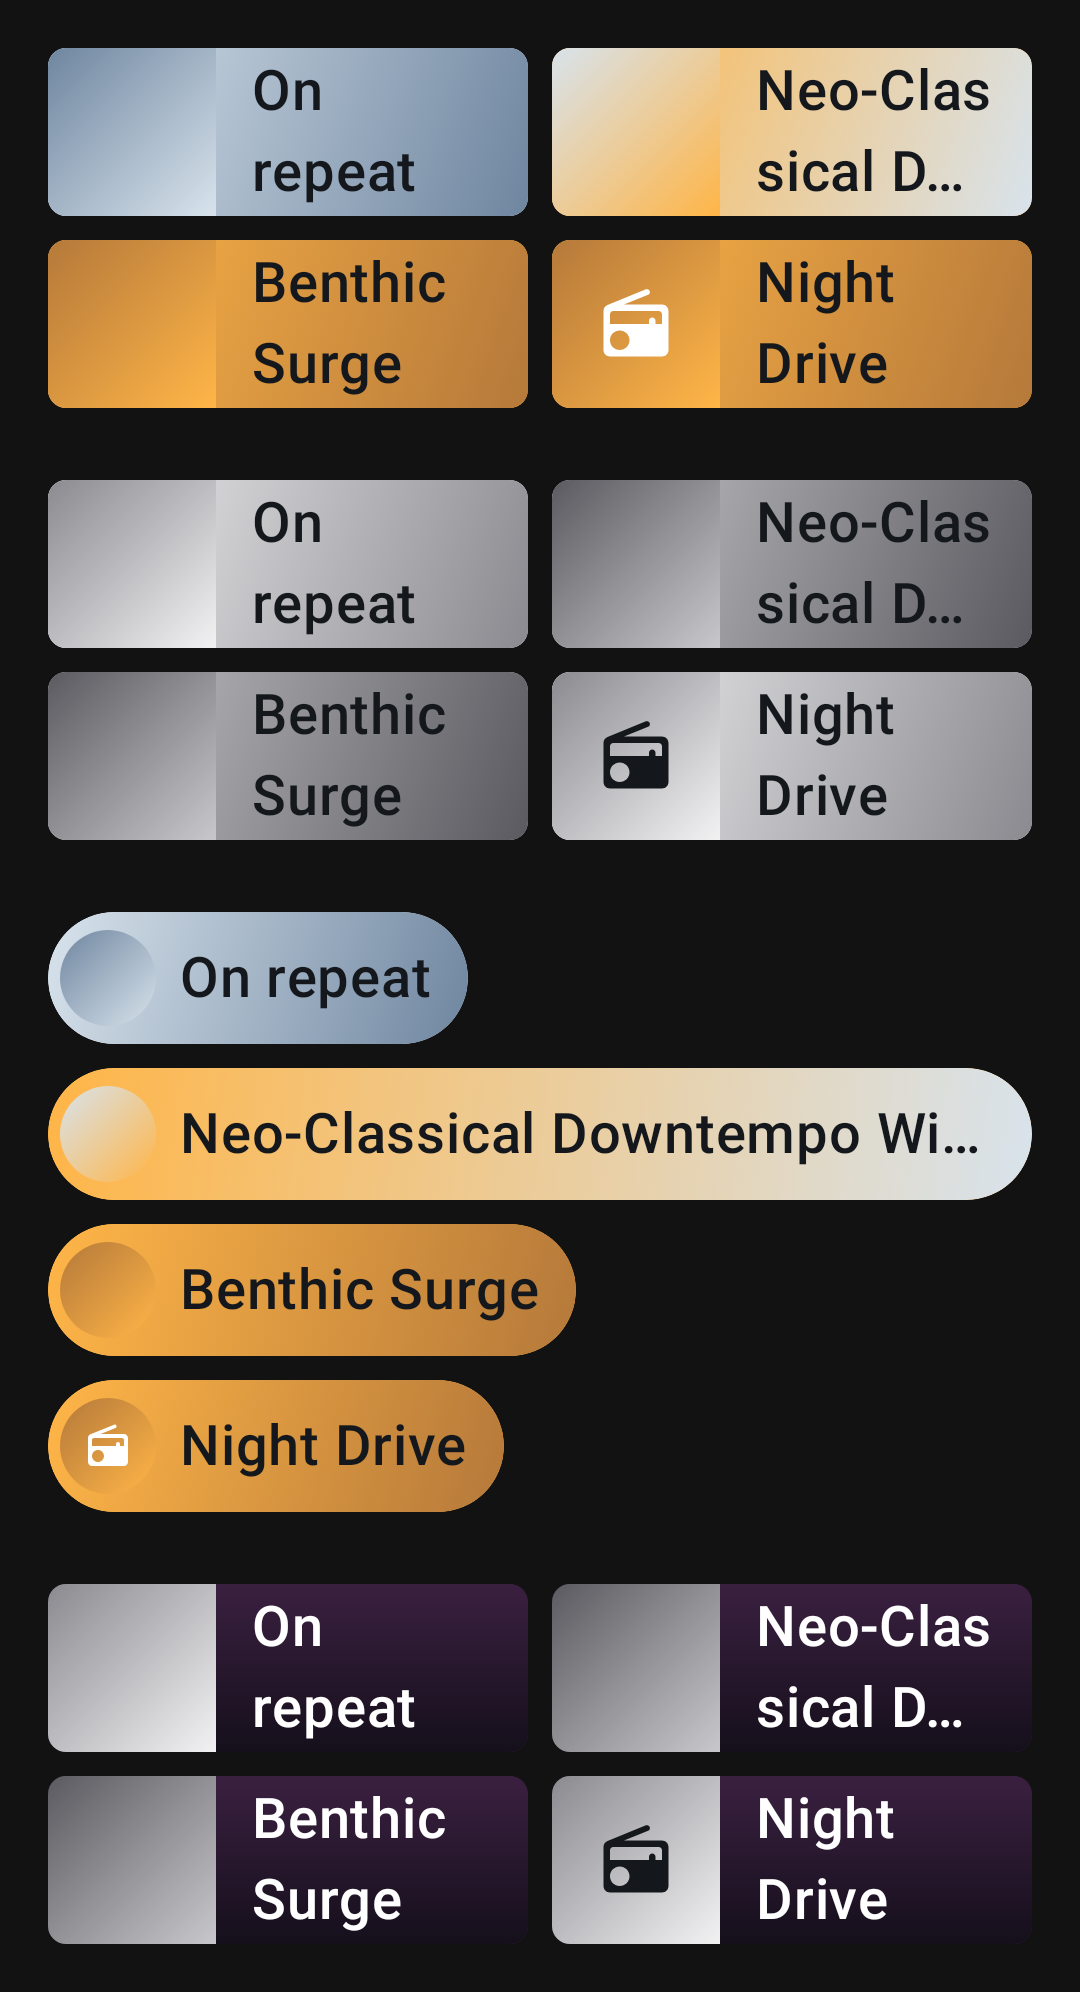 On
repeat
Neo-Clas
sical D…
Benthic
Surge
Night
Drive
On
repeat
Neo-Clas
sical D…
Benthic
Surge
Night
Drive
On repeat
Neo-Classical Downtempo Wi…
Benthic Surge
Night Drive
On
repeat
Neo-Clas
sical D…
Benthic
Surge
Night
Drive